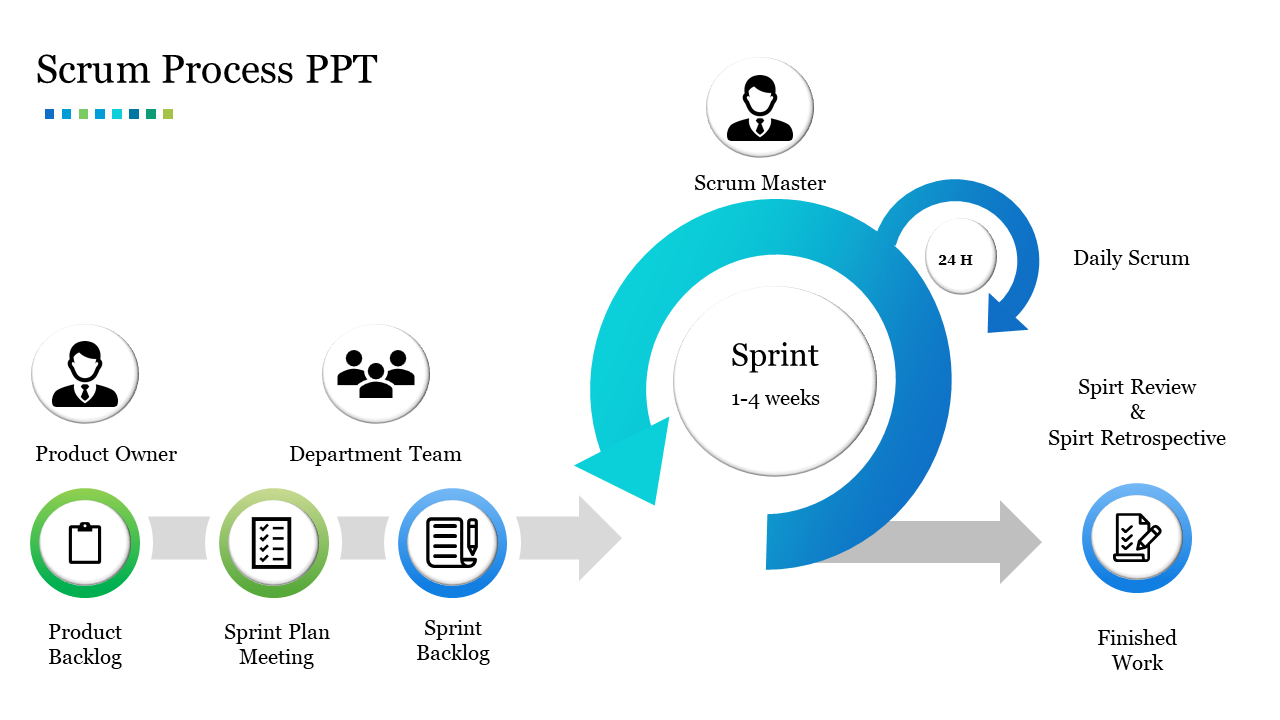 Scrum Process PPT
Scrum Master
24 H
Daily Scrum
Sprint
1-4 weeks
Spirt Review
&
Spirt Retrospective
Product Owner
Department Team
Product
Backlog
Sprint Plan
Meeting
Sprint
Backlog
Finished
Work